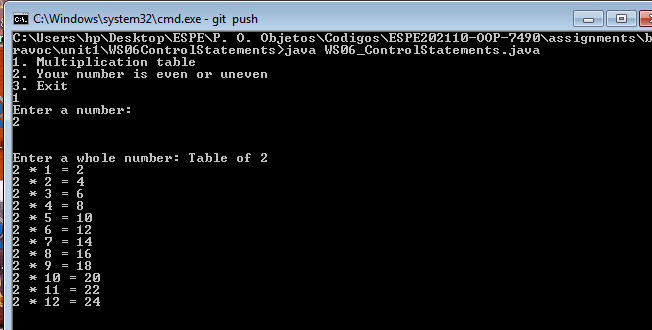 C:\Windows\system32\cmd.exe - git push
C:\Users\hp\Desktop\ESPE\P. O. Objetos\Codigos\ESPE202110-OOP-7490\assignments\b
ravoc\unit1\WS06ControlStatements>java WS06_ControlStatements.java
1. Multiplication table
2. Your number is even or uneven
3. Exit
1
Enter a number:
2
Enter a whole number: Table of 2
2 * 1 = 2
2 * 2 = 4
2 * 3 = 6
2 * 4 = 8
2 * 5 = 10
2 * 6 = 12
2 * 7 = 14
2 * 8 = 16
2 * 9 = 18
2 * 10 = 20
2 * 11 = 22
2 * 12 = 24